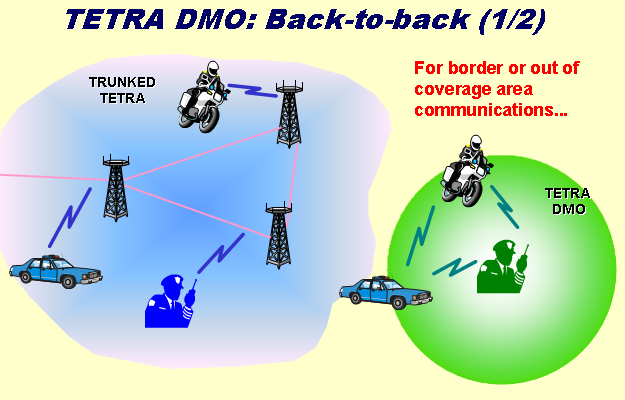 TETRA DMO: Back-to-back (1/2)
TRUNKED
TETRA
For border or out of
coverage area
communications...
TETRA
DMO